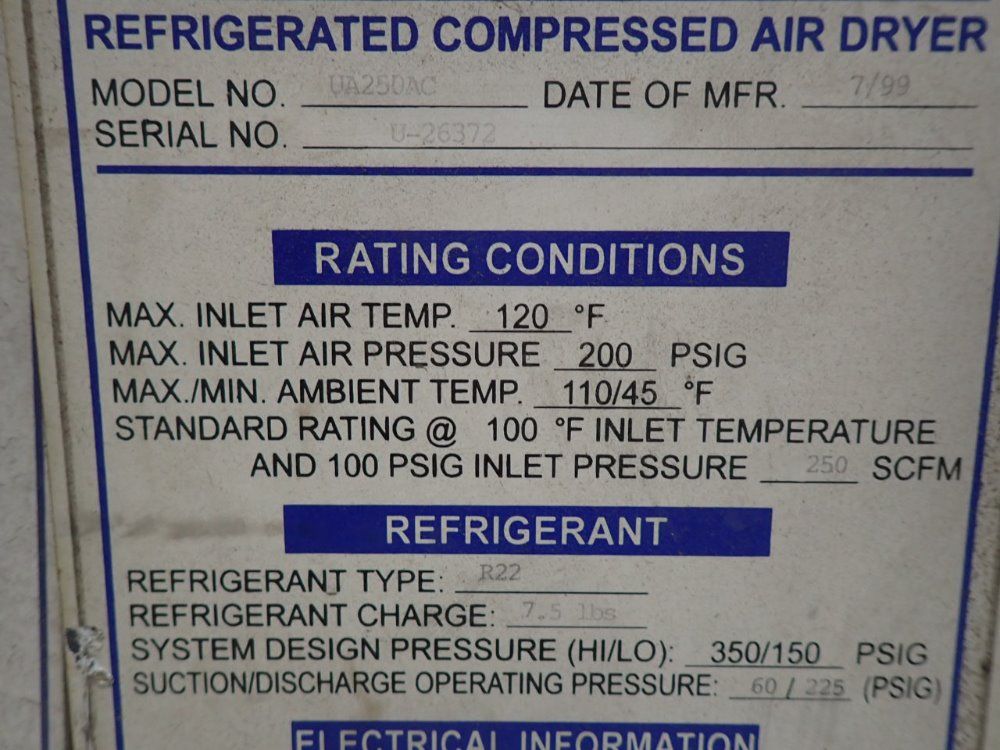 REFRIGERATED COMPRESSED AIR DRYER
MODEL NO. UA250AC DATE OF MFR. 7/99
SERIAL NO. U-26372
RATING CONDITIONS
MAX. INLET AIR TEMP. 120 °F
MAX. INLET AIR PRESSURE 200 PSIG
MAX./MIN. AMBIENT TEMP. 110/45 °F
STANDARD RATING @ 100 °F INLET TEMPERATURE
AND 100 PSIG INLET PRESSURE 250 SCFM
REFRIGERANT
REFRIGERANT TYPE: R22
REFRIGERANT CHARGE: 7.5 lbs
SYSTEM DESIGN PRESSURE (HI/LO): 350/150 PSIG
SUCTION/DISCHARGE OPERATING PRESSURE: 60 / 225 (PSIG)
ELECTRICAL INFORMATION